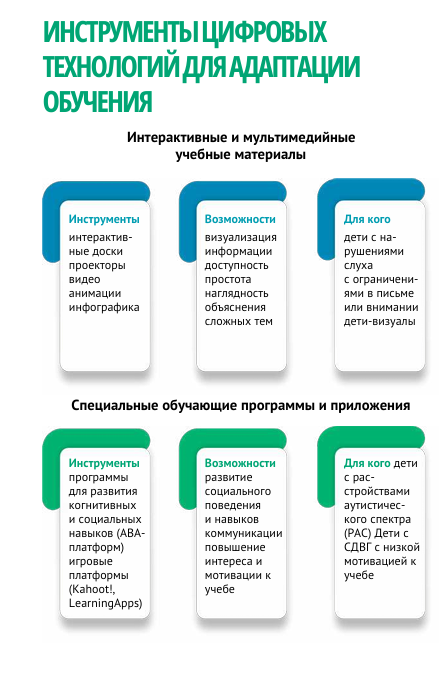 ИНСТРУМЕНТЫ ЦИФРОВЫХ
ТЕХНОЛОГИЙ ДЛЯ АДАПТАЦИИ
ОБУЧЕНИЯ
Интерактивные и мультимедийные
учебные материалы
Инструменты
интерактив-
ные доски
проекторы
видео
анимации
инфографика
Возможности
визуализация
информации
доступность
простота
наглядность
объяснения
сложных тем
Для кого
дети с на-
рушениями
слуха
с ограничени-
ями в письме
или внимании
дети-визуалы
Специальные обучающие программы и приложения
Инструменты
программы
для развития
когнитивных
и социальных
навыков (ABA-
платформ)
игровые
платформы
(Kahoot!,
LearningApps)
Возможности
развитие
социального
поведения
и навыков
коммуникации
повышение
интереса и
мотивации к
учебе
Для кого дети
с рас-
стройствами
аутистичес-
кого спектра
(РАС) Дети с
СДВГ с низкой
мотивацией к
учебе